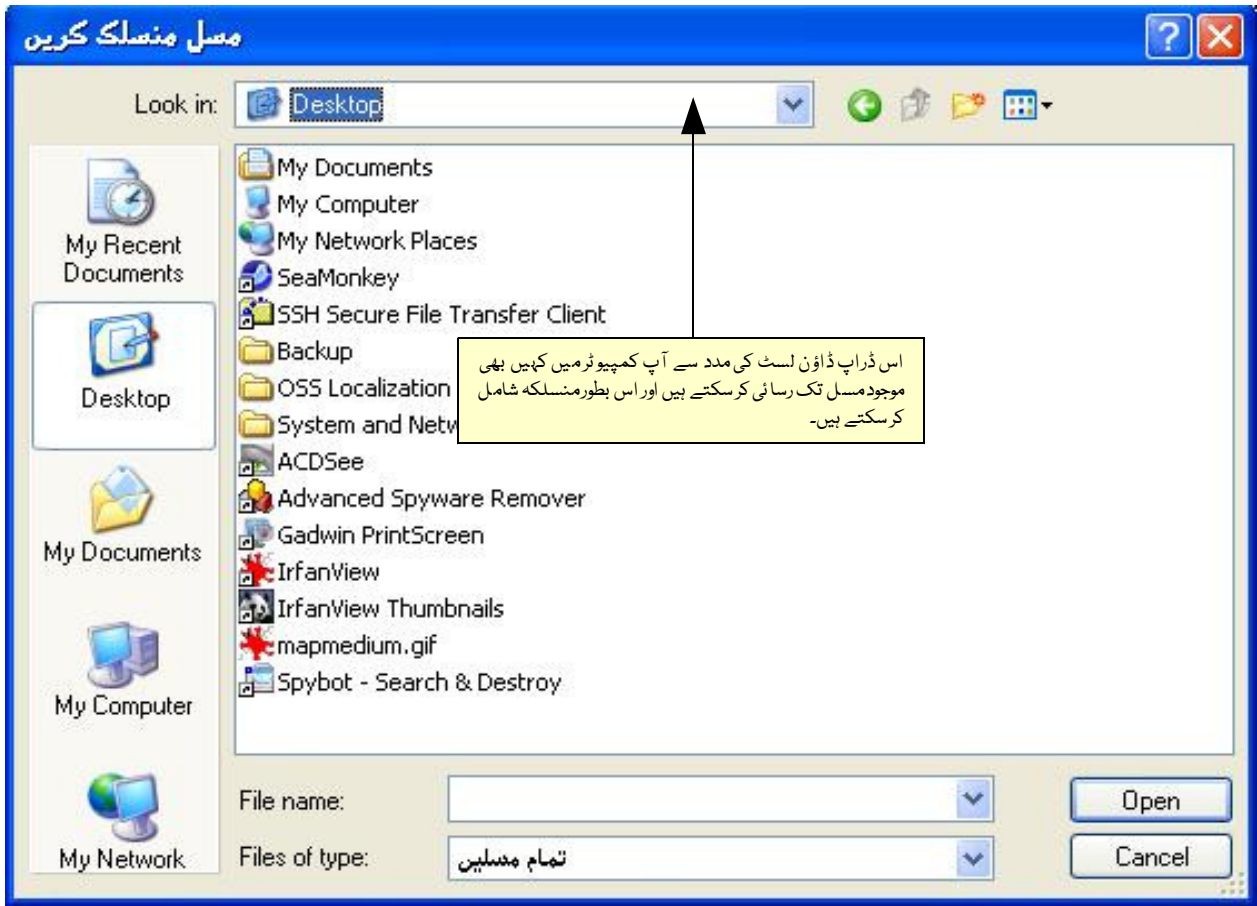 مسل منسلک کریں
Look in:
Desktop
My Recent
Documents
Desktop
My Documents
My Computer
My Network
My Documents
My Computer
My Network Places
SeaMonkey
SSH Secure File Transfer Client
Backup
OSS Localization
System and Netw
ACDSee
Advanced Spyware Remover
Gadwin PrintScreen
IrfanView
IrfanView Thumbnails
mapmedium.gif
Spybot - Search & Destroy
اس ڈراپ ڈاؤن لسٹ کی مدد سے آپ کمپیوٹر میں کہیں بھی
موجود مسل تک رسائی کر سکتے ہیں اور اس بطور منسلکہ شامل
کر سکتے ہیں۔
File name:
Open
Files of type:
تمام مسلیں
Cancel